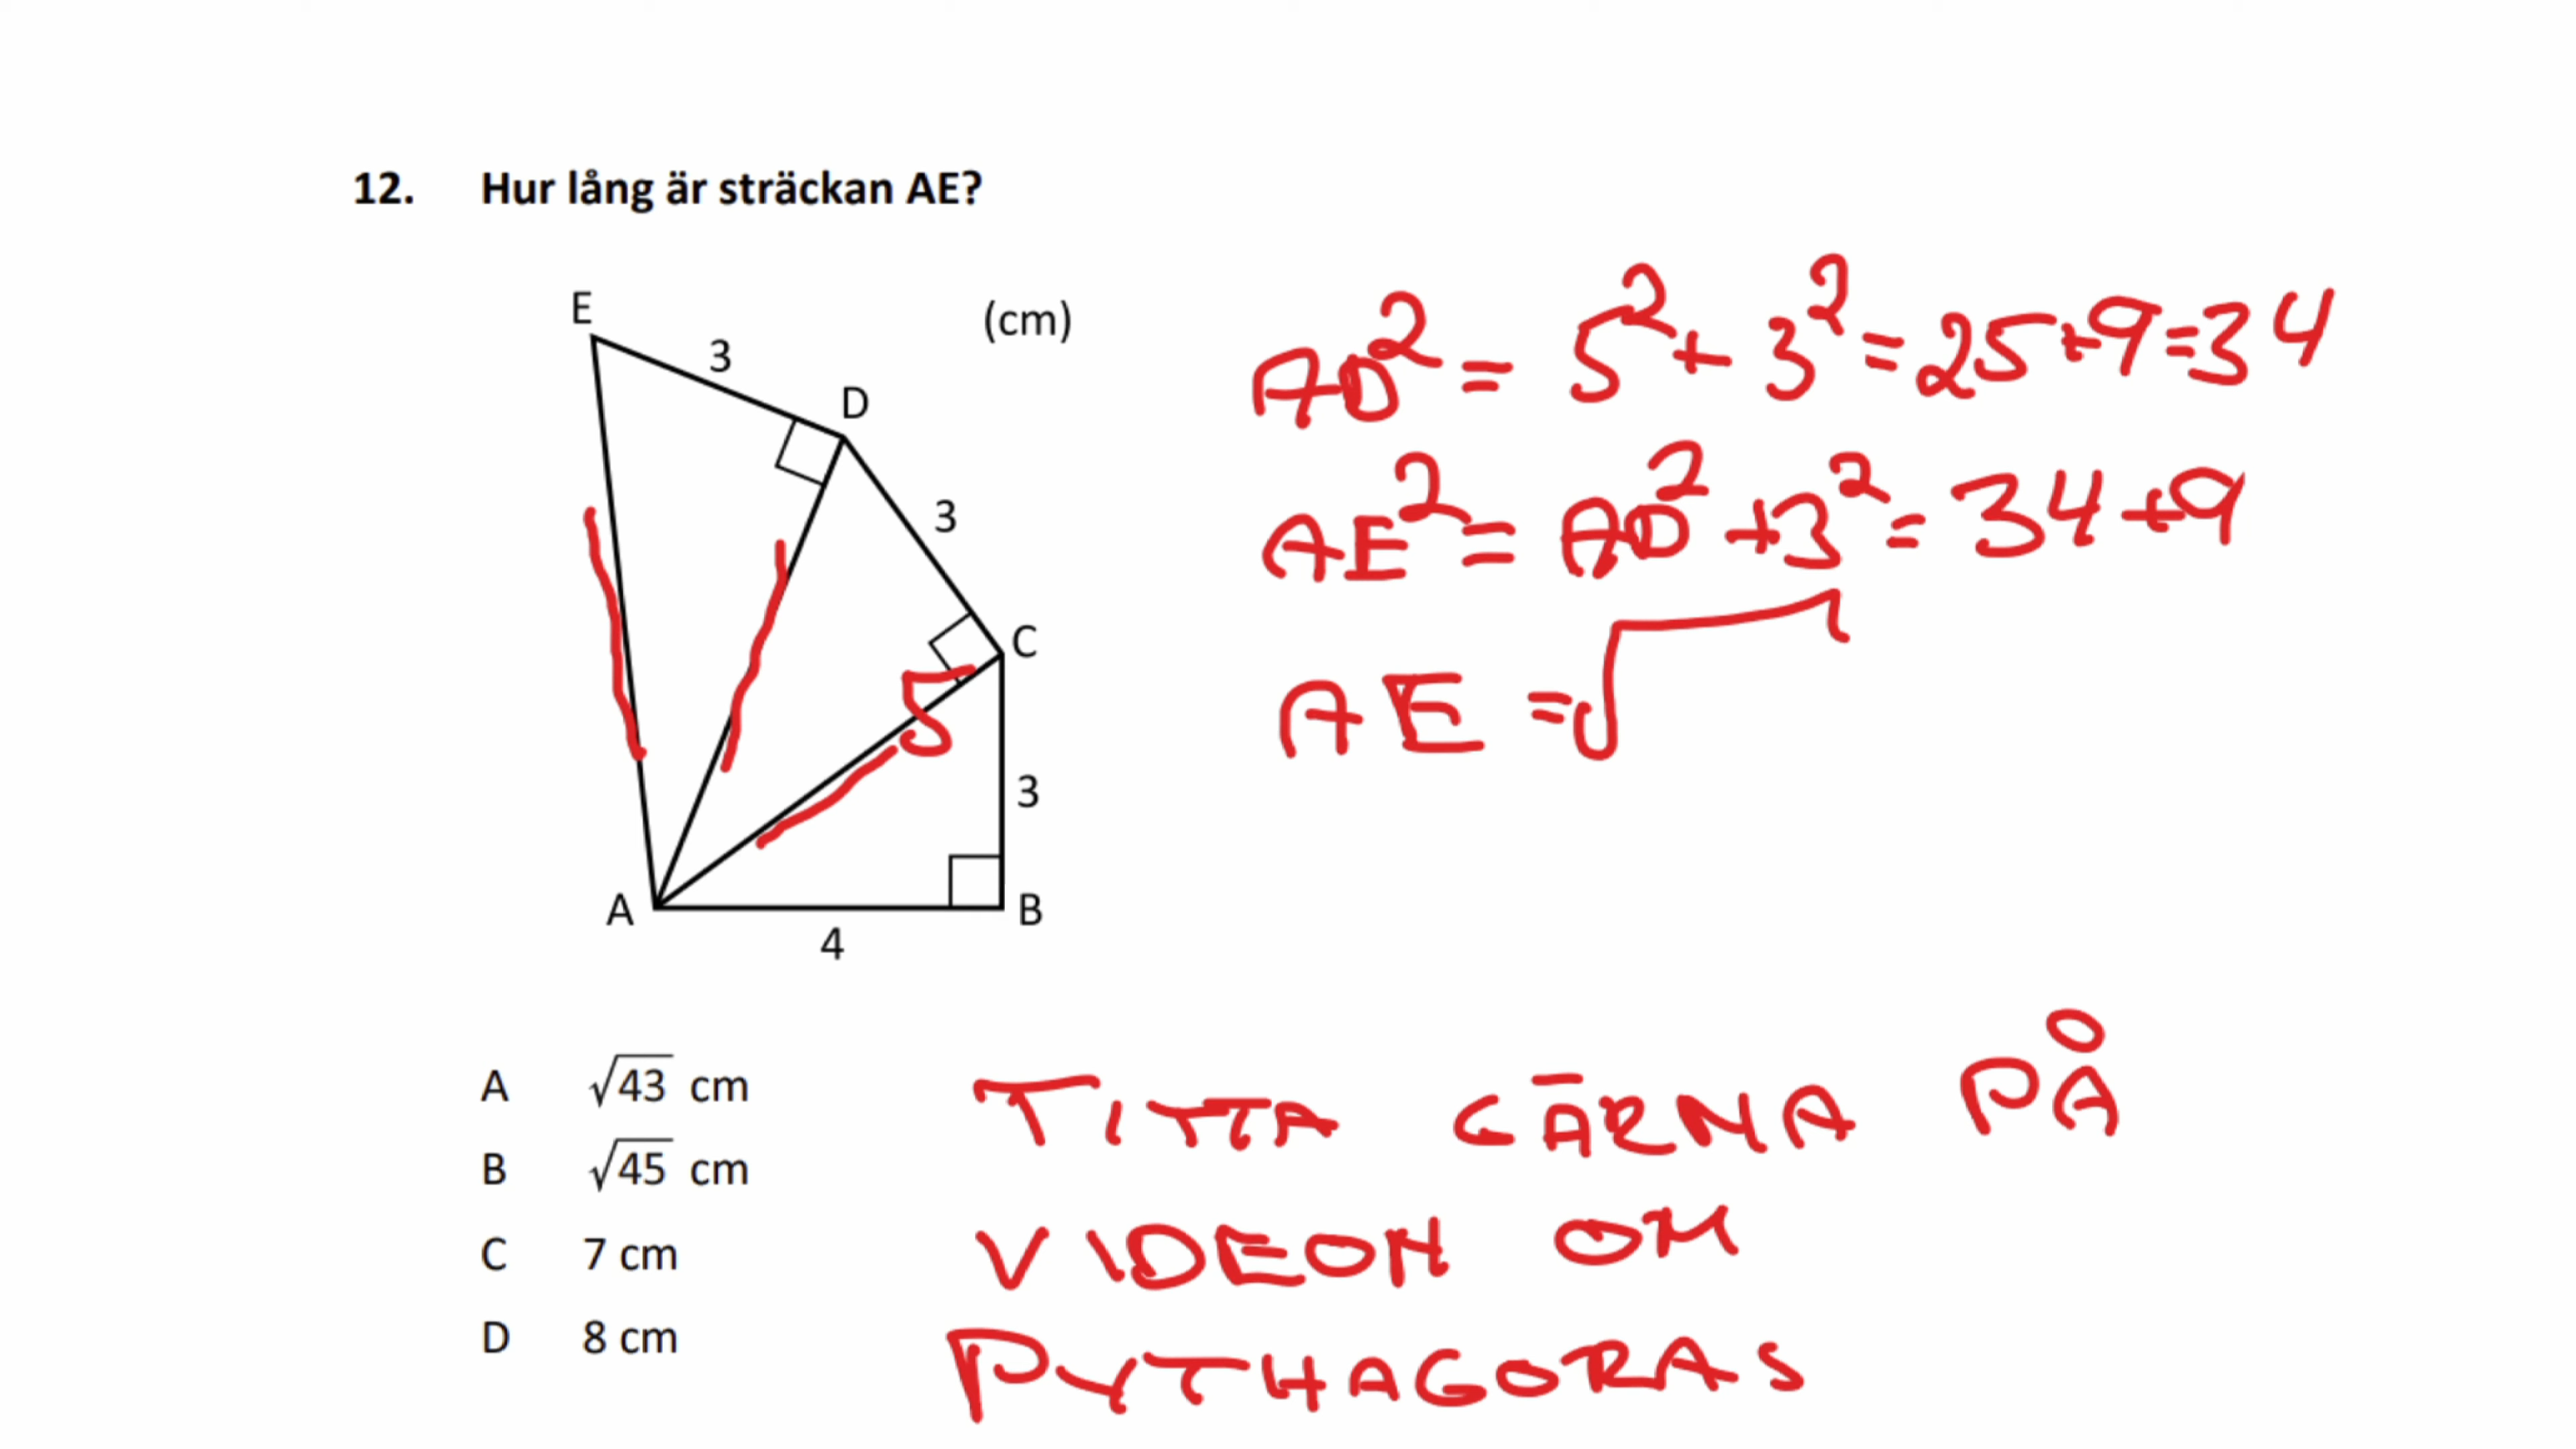 12. Hur lång är sträckan AE?
E
(cm)
3
D
3
C
5
3
A
B
4
AD² = 5² + 3² = 25 + 9 = 34
AE² = AD² + 3² = 34 + 9
AE = √
A √43 cm
B √45 cm
C 7 cm
D 8 cm
TITTA GÄRNA PÅ
VIDEON OM
PYTHAGORAS